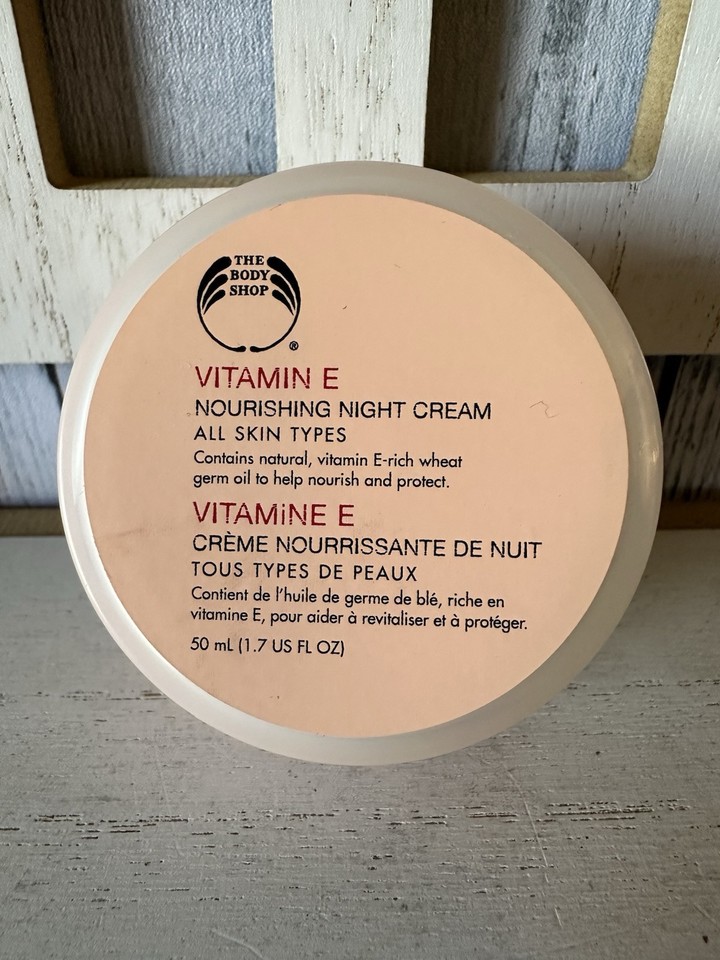 THE
BODY
SHOP
®
VITAMIN E
NOURISHING NIGHT CREAM
ALL SKIN TYPES
Contains natural, vitamin E-rich wheat
germ oil to help nourish and protect.
VITAMiNE E
CRÈME NOURRISSANTE DE NUIT
TOUS TYPES DE PEAUX
Contient de l'huile de germe de blé, riche en
vitamine E, pour aider à revitaliser et à protéger.
50 mL (1.7 US FL OZ)